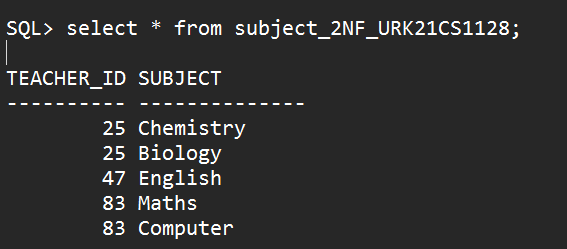 SQL> select * from subject_2NF_URK21CS1128;
TEACHER_ID SUBJECT
---------- --------------
        25 Chemistry
        25 Biology
        47 English
        83 Maths
        83 Computer